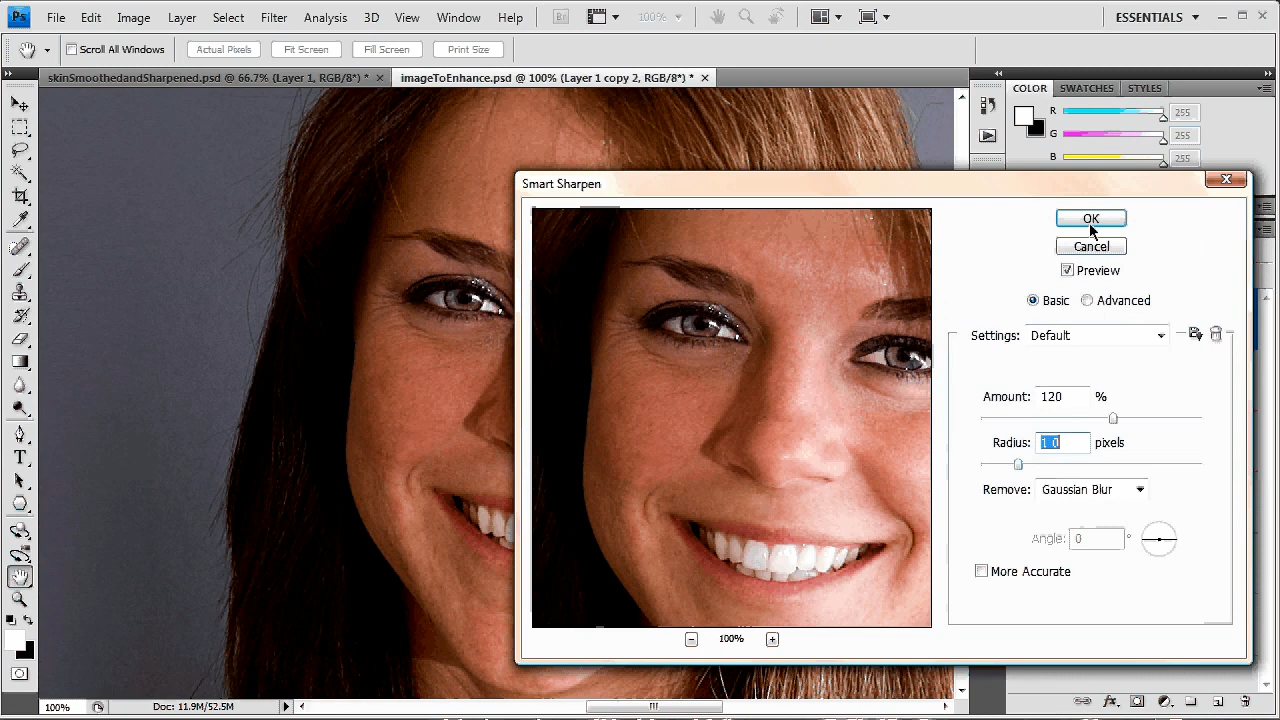 Ps File Edit Image Layer Select Filter Analysis 3D View Window Help Br 100% ESSENTIALS
Scroll All Windows Actual Pixels Fit Screen Fill Screen Print Size
skinSmoothedandSharpened.psd @ 66.7% (Layer 1, RGB/8*) * imageToEnhance.psd @ 100% (Layer 1 copy 2, RGB/8*) *
COLOR SWATCHES STYLES
R 255
G 255
B 255
Smart Sharpen
OK
Cancel
Preview
Basic Advanced
Settings: Default
Amount: 120 %
Radius: 1.0 pixels
Remove: Gaussian Blur
Angle: 0 °
More Accurate
100%
100% Doc: 11.9M/52.5M